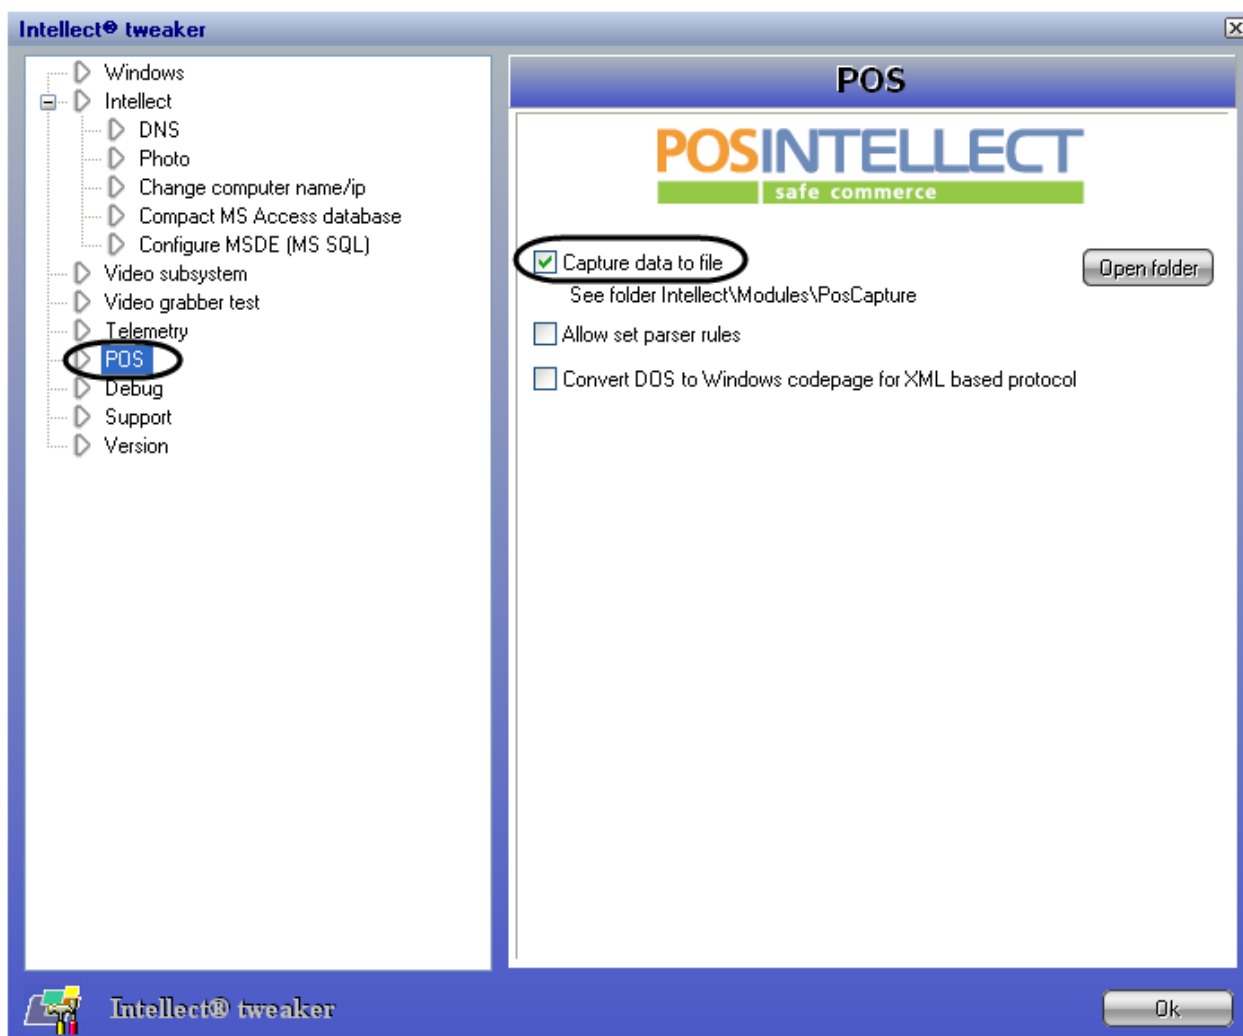 Intellect® tweaker
Windows
Intellect
DNS
Photo
Change computer name/ip
Compact MS Access database
Configure MSDE (MS SQL)
Video subsystem
Video grabber test
Telemetry
POS
Debug
Support
Version
POS
POSINTELLECT
safe commerce
Capture data to file
Open folder
See folder Intellect\Modules\PosCapture
Allow set parser rules
Convert DOS to Windows codepage for XML based protocol
Intellect® tweaker
Ok